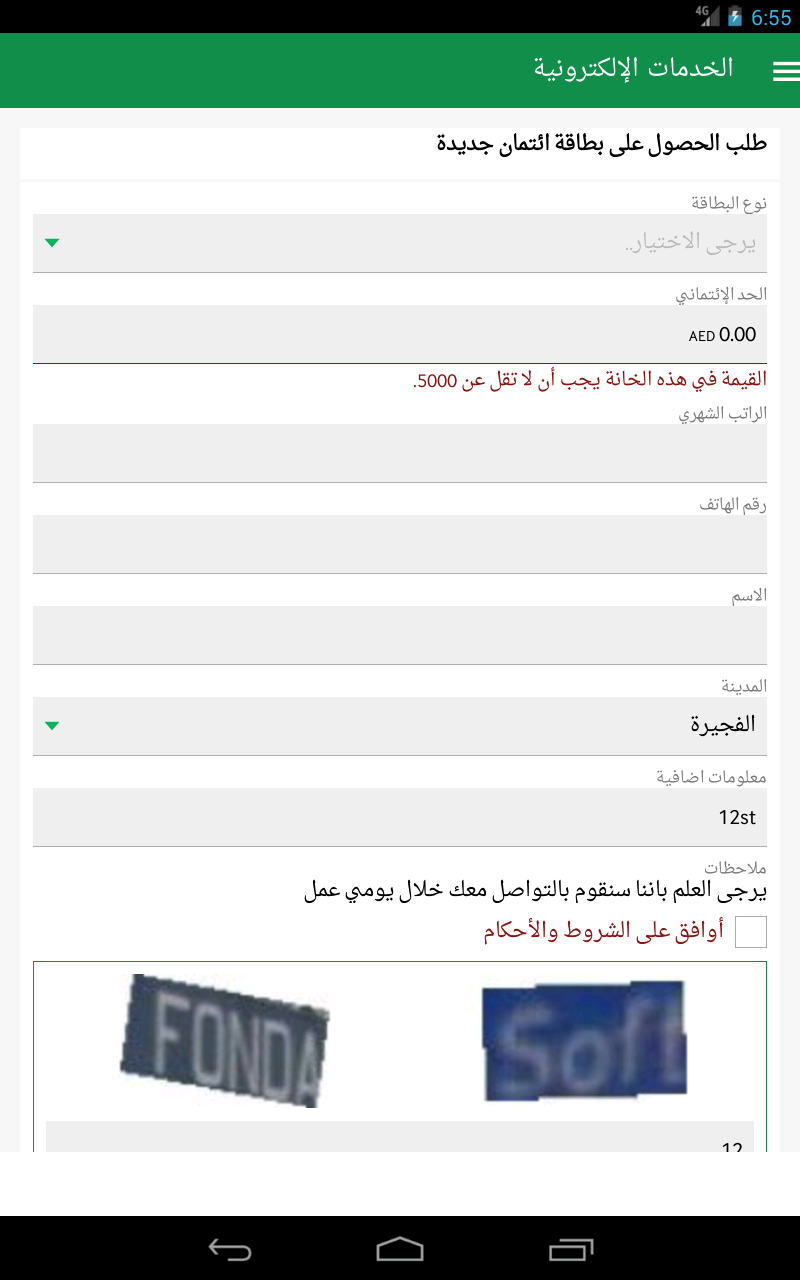 4G 6:55
الخدمات الإلكترونية
طلب الحصول على بطاقة ائتمان جديدة
نوع البطاقة
يرجى الاختيار..
الحد الإئتماني
AED 0.00
القيمة في هذه الخانة يجب أن لا تقل عن 5000.
الراتب الشهري
رقم الهاتف
الاسم
المدينة
الفجيرة
معلومات اضافية
12st
ملاحظات
يرجى العلم باننا سنقوم بالتواصل معك خلال يومي عمل
أوافق على الشروط والأحكام
FONDA Soft
12